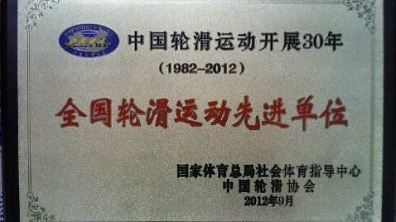 中国轮滑运动开展30年
(1982-2012)
全国轮滑运动先进单位
国家体育总局社会体育指导中心
中国轮滑协会
2012年9月